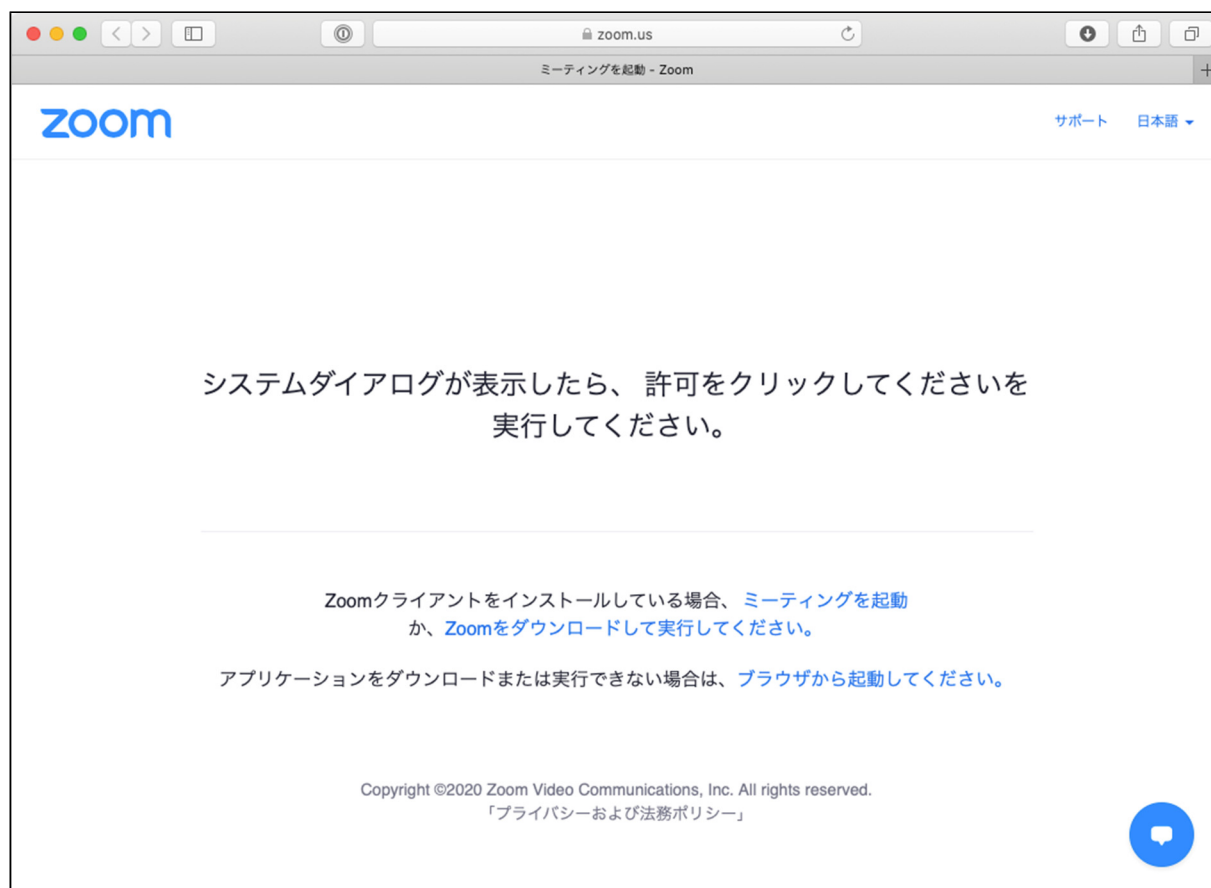 zoom.us
ミーティングを起動 - Zoom
zoom
サポート 日本語
システムダイアログが表示したら、 許可をクリックしてくださいを
実行してください。
Zoomクライアントをインストールしている場合、 ミーティングを起動
か、Zoomをダウンロードして実行してください。
アプリケーションをダウンロードまたは実行できない場合は、ブラウザから起動してください。
Copyright ©2020 Zoom Video Communications, Inc. All rights reserved.
「プライバシーおよび法務ポリシー」